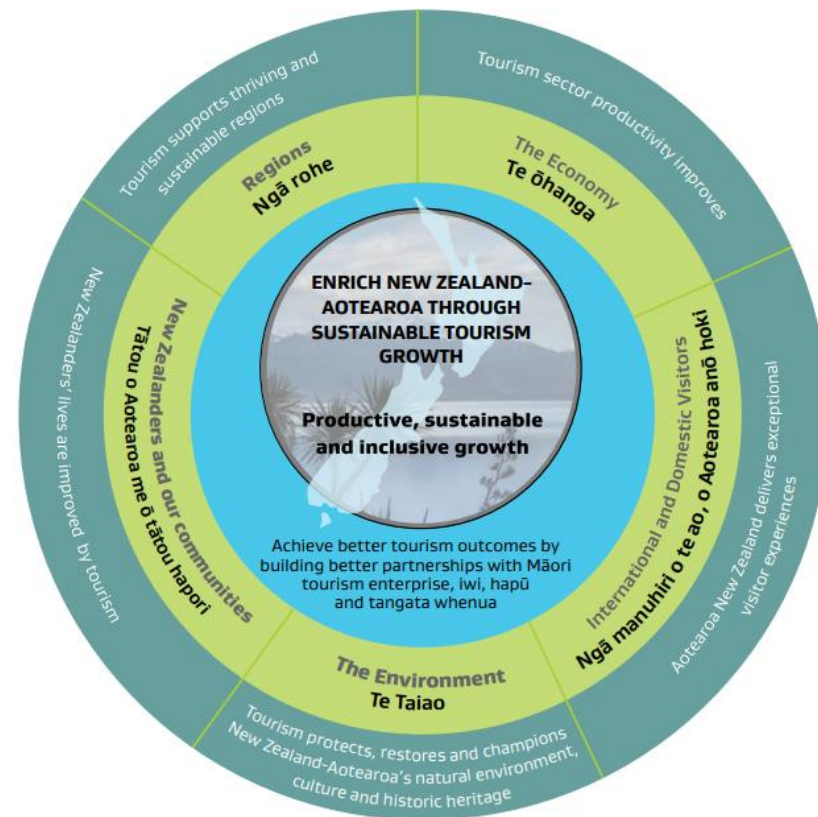 Tourism supports thriving and
sustainable regions
Regions
Ngā rohe
Tourism sector productivity improves
The Economy
Te ōhanga
ENRICH NEW ZEALAND–
AOTEAROA THROUGH
SUSTAINABLE TOURISM
GROWTH
Productive, sustainable
and inclusive growth
Achieve better tourism outcomes by
building better partnerships with Māori
tourism enterprise, iwi, hapū
and tangata whenua
International and Domestic Visitors
Ngā manuhiri o te ao, o Aotearoa anō hoki
Aotearoa New Zealand delivers exceptional
visitor experiences
The Environment
Te Taiao
Tourism protects, restores and champions
New Zealand–Aotearoa's natural environment,
culture and historic heritage
New Zealanders and our communities
Tātou o Aotearoa me ō tātou hapori
New Zealanders' lives are improved by tourism